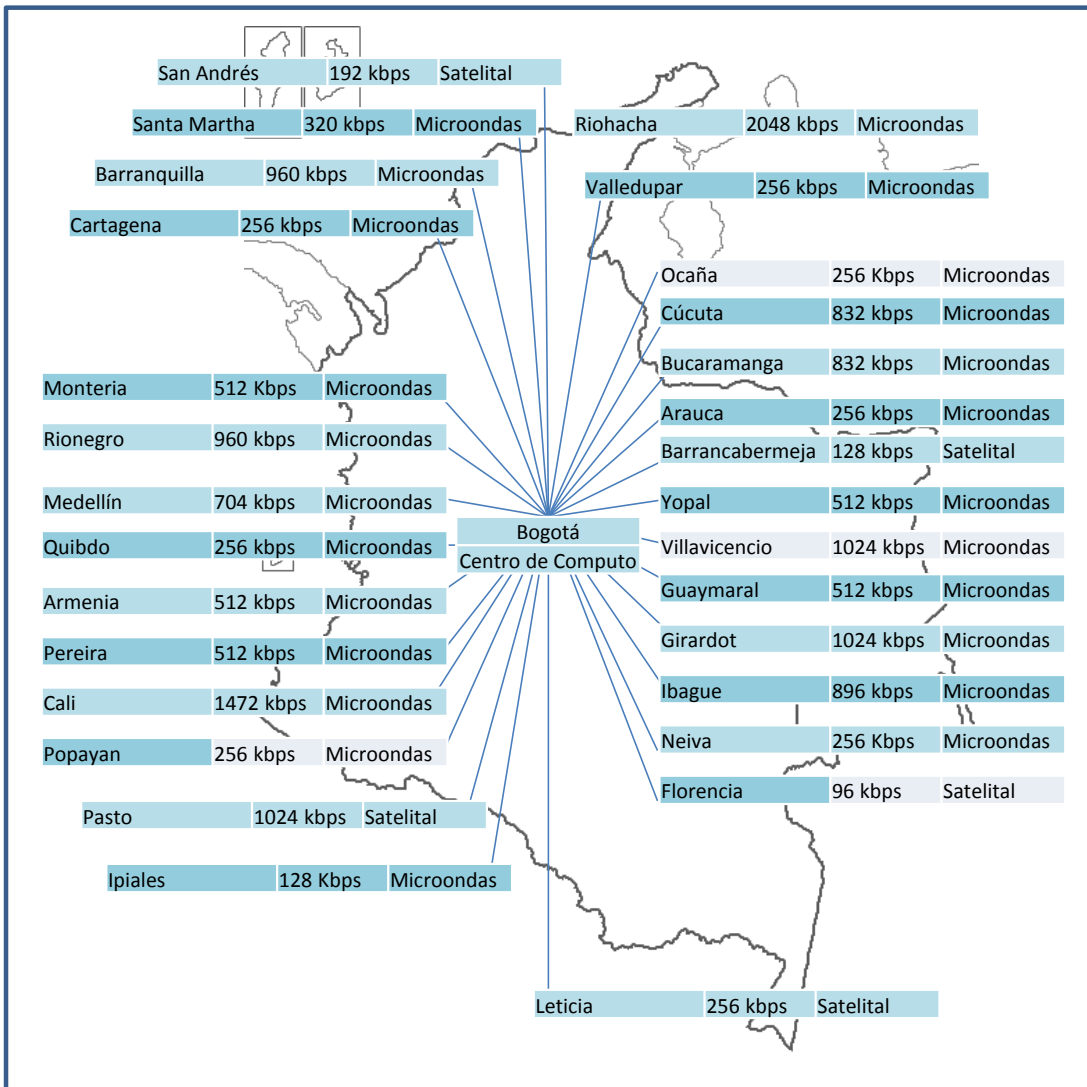 San Andrés 192 kbps Satelital
Santa Martha 320 kbps Microondas
Riohacha 2048 kbps Microondas
Barranquilla 960 kbps Microondas
Valledupar 256 kbps Microondas
Cartagena 256 kbps Microondas
Ocaña 256 Kbps Microondas
Cúcuta 832 kbps Microondas
Bucaramanga 832 kbps Microondas
Monteria 512 Kbps Microondas
Arauca 256 kbps Microondas
Rionegro 960 kbps Microondas
Barrancabermeja 128 kbps Satelital
Medellín 704 kbps Microondas
Yopal 512 kbps Microondas
Bogotá
Centro de Computo
Quibdo 256 kbps Microondas
Villavicencio 1024 kbps Microondas
Guaymaral 512 kbps Microondas
Armenia 512 kbps Microondas
Girardot 1024 kbps Microondas
Pereira 512 kbps Microondas
Ibague 896 kbps Microondas
Cali 1472 kbps Microondas
Neiva 256 Kbps Microondas
Popayan 256 kbps Microondas
Florencia 96 kbps Satelital
Pasto 1024 kbps Satelital
Ipiales 128 Kbps Microondas
Leticia 256 kbps Satelital